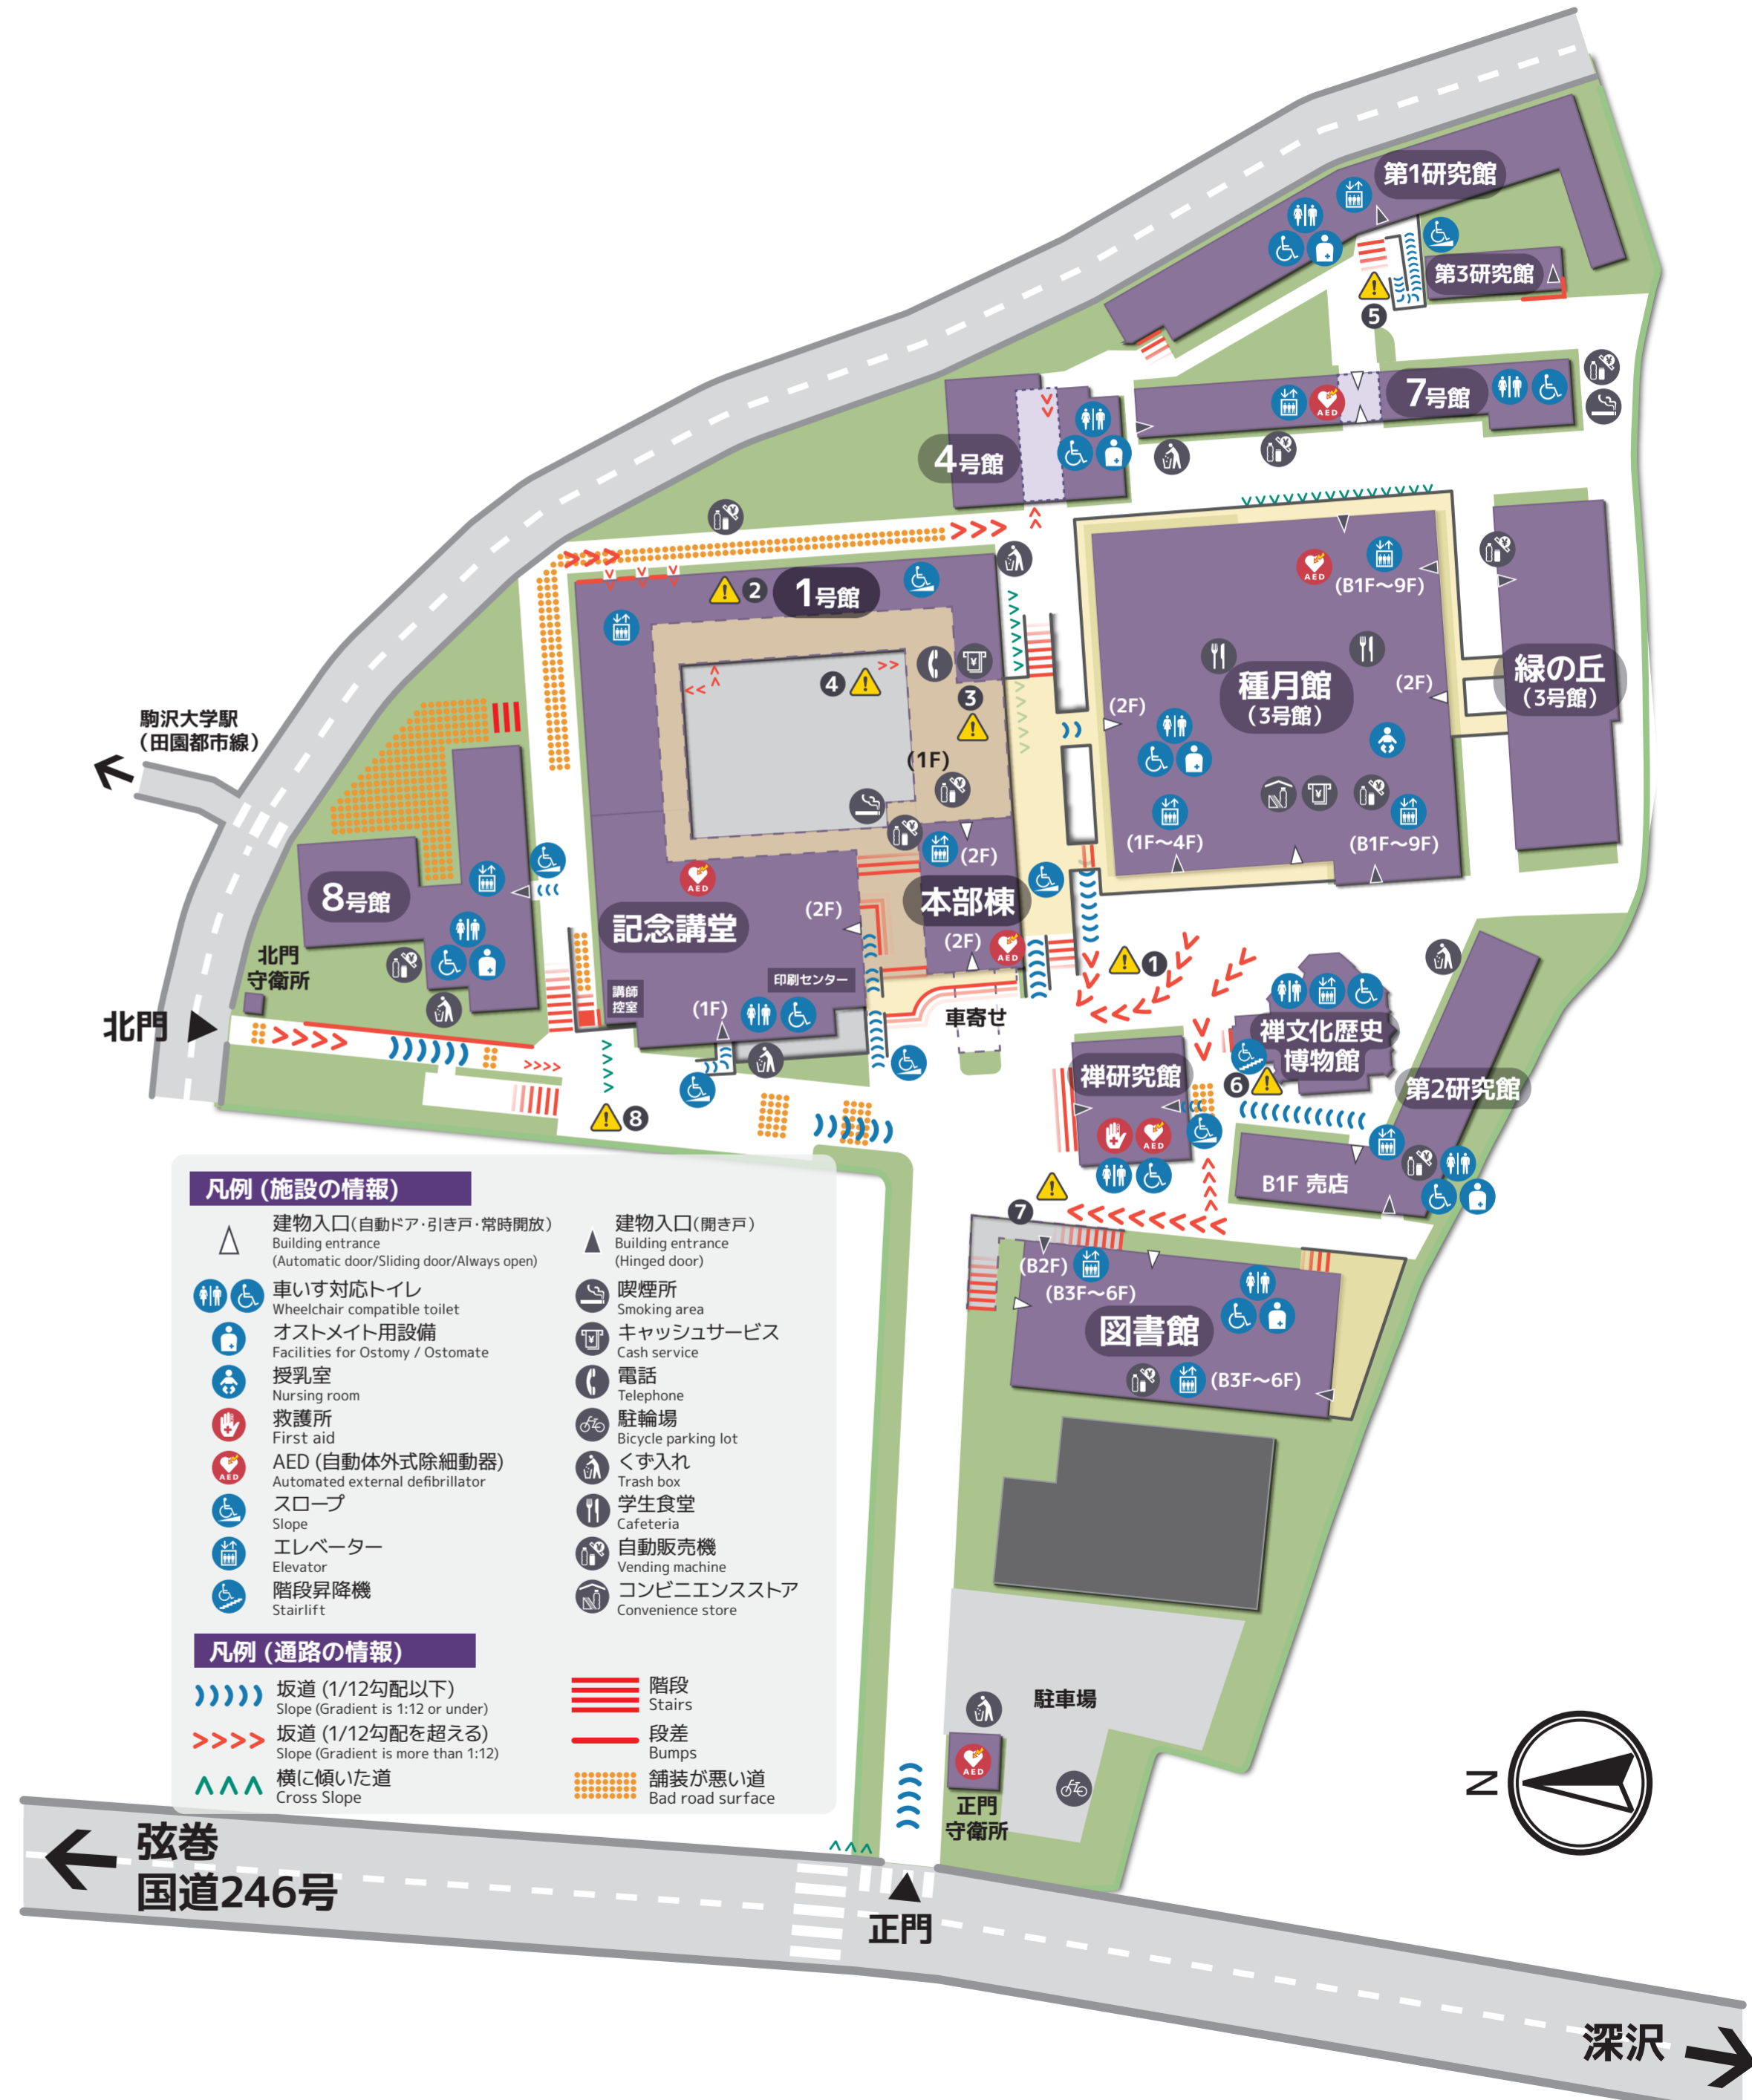 第1研究館
第3研究館
5
7号館
AED
4号館
2
1号館
AED
(B1F～9F)
4
3
(1F)
(2F)
種月館
(3号館)
(2F)
緑の丘
(3号館)
駒沢大学駅
(田園都市線)
(1F～4F)
(B1F～9F)
8号館
AED
記念講堂
(2F)
(2F)
本部棟
(2F)
AED
1
北門
守衛所
北門
講師
控室
印刷センター
(1F)
車寄せ
禅文化歴史
博物館
6
禅研究館
AED
第2研究館
B1F 売店
8
7
(B2F)
(B3F～6F)
図書館
(B3F～6F)
凡例 (施設の情報)
建物入口(自動ドア・引き戸・常時開放)
Building entrance
(Automatic door/Sliding door/Always open)
車いす対応トイレ
Wheelchair compatible toilet
オストメイト用設備
Facilities for Ostomy / Ostomate
授乳室
Nursing room
救護所
First aid
AED
AED (自動体外式除細動器)
Automated external defibrillator
スロープ
Slope
エレベーター
Elevator
階段昇降機
Stairlift
建物入口(開き戸)
Building entrance
(Hinged door)
喫煙所
Smoking area
キャッシュサービス
Cash service
電話
Telephone
駐輪場
Bicycle parking lot
くず入れ
Trash box
学生食堂
Cafeteria
自動販売機
Vending machine
コンビニエンスストア
Convenience store
凡例 (通路の情報)
坂道 (1/12勾配以下)
Slope (Gradient is 1:12 or under)
坂道 (1/12勾配を超える)
Slope (Gradient is more than 1:12)
横に傾いた道
Cross Slope
階段
Stairs
段差
Bumps
舗装が悪い道
Bad road surface
駐車場
AED
正門
守衛所
N
弦巻
国道246号
正門
深沢